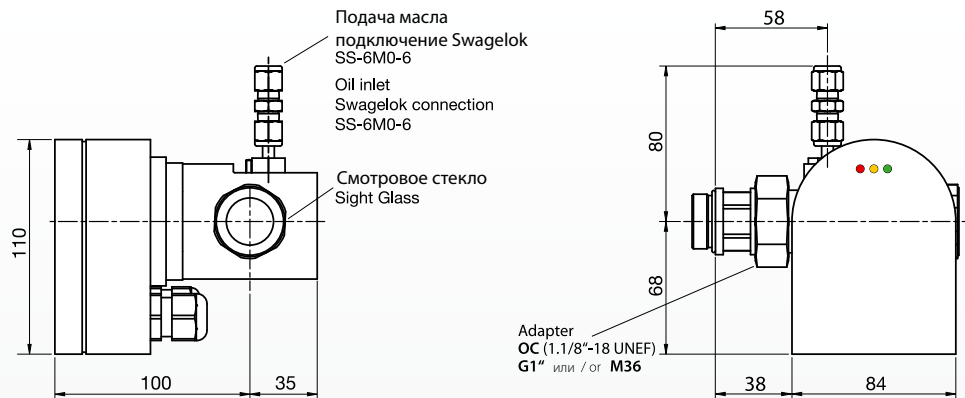 Подача масла
подключение Swagelok
SS-6M0-6
Oil inlet
Swagelok connection
SS-6M0-6
Смотровое стекло
Sight Glass
110
100
35
58
80
68
Adapter
OC (1.1/8“-18 UNEF)
G1“ или / or M36
38
84